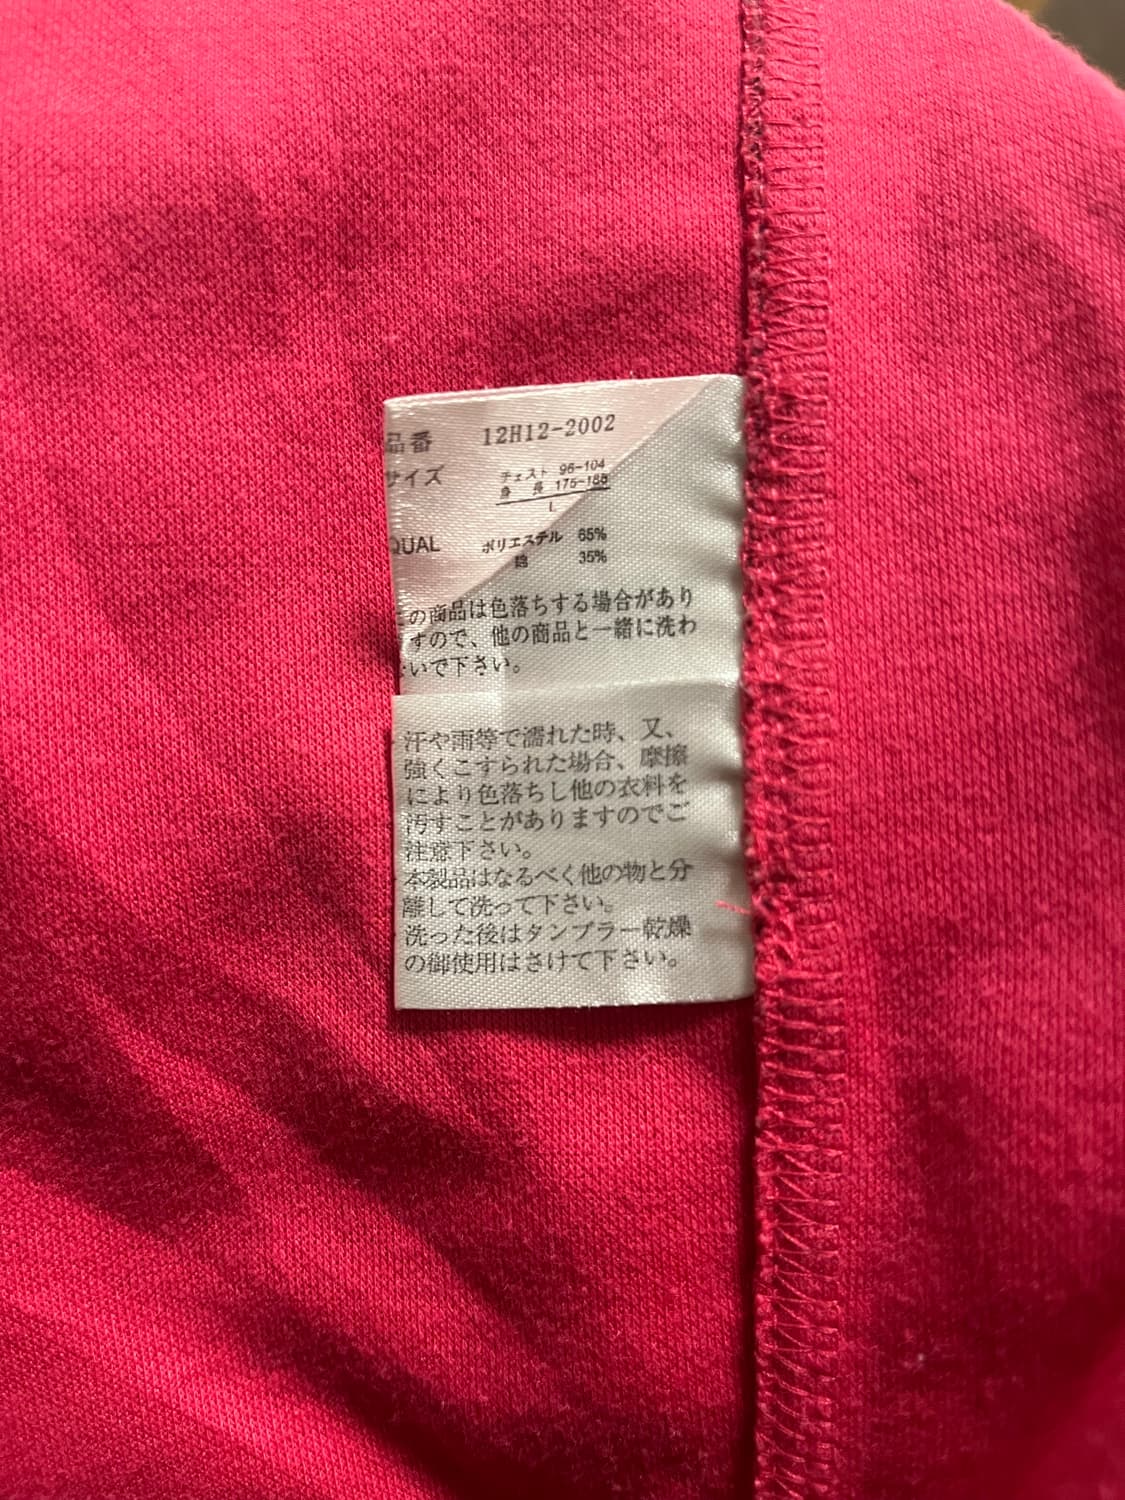 品番 12H12-2002
サイズ チェスト 96-104
身 長 175-185
L
QUAL ポリエステル 65%
35%
この商品は色落ちする場合があり
すので、他の商品と一緒に洗わ
いで下さい。
汗や雨等で濡れた時、又、
強くこすられた場合、摩擦
により色落ちし他の衣料を
汚すことがありますのでご
注意下さい。
本製品はなるべく他の物と分
離して洗って下さい。
洗った後はタンブラー乾燥
の御使用はさけて下さい。